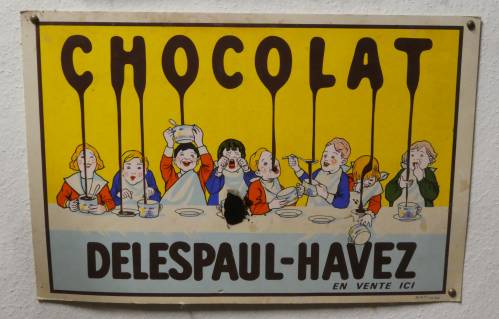 CHOCOLAT
DELESPAUL-HAVEZ
EN VENTE ICI